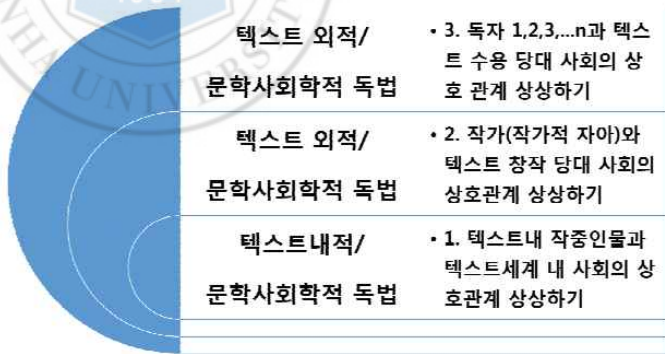 텍스트 외적/
문학사회학적 독법
• 3. 독자 1,2,3,...n과 텍스
트 수용 당대 사회의 상
호 관계 상상하기
텍스트 외적/
문학사회학적 독법
• 2. 작가(작가적 자아)와
텍스트 창작 당대 사회의
상호관계 상상하기
텍스트내적/
문학사회학적 독법
• 1. 텍스트내 작중인물과
텍스트세계 내 사회의 상
호관계 상상하기